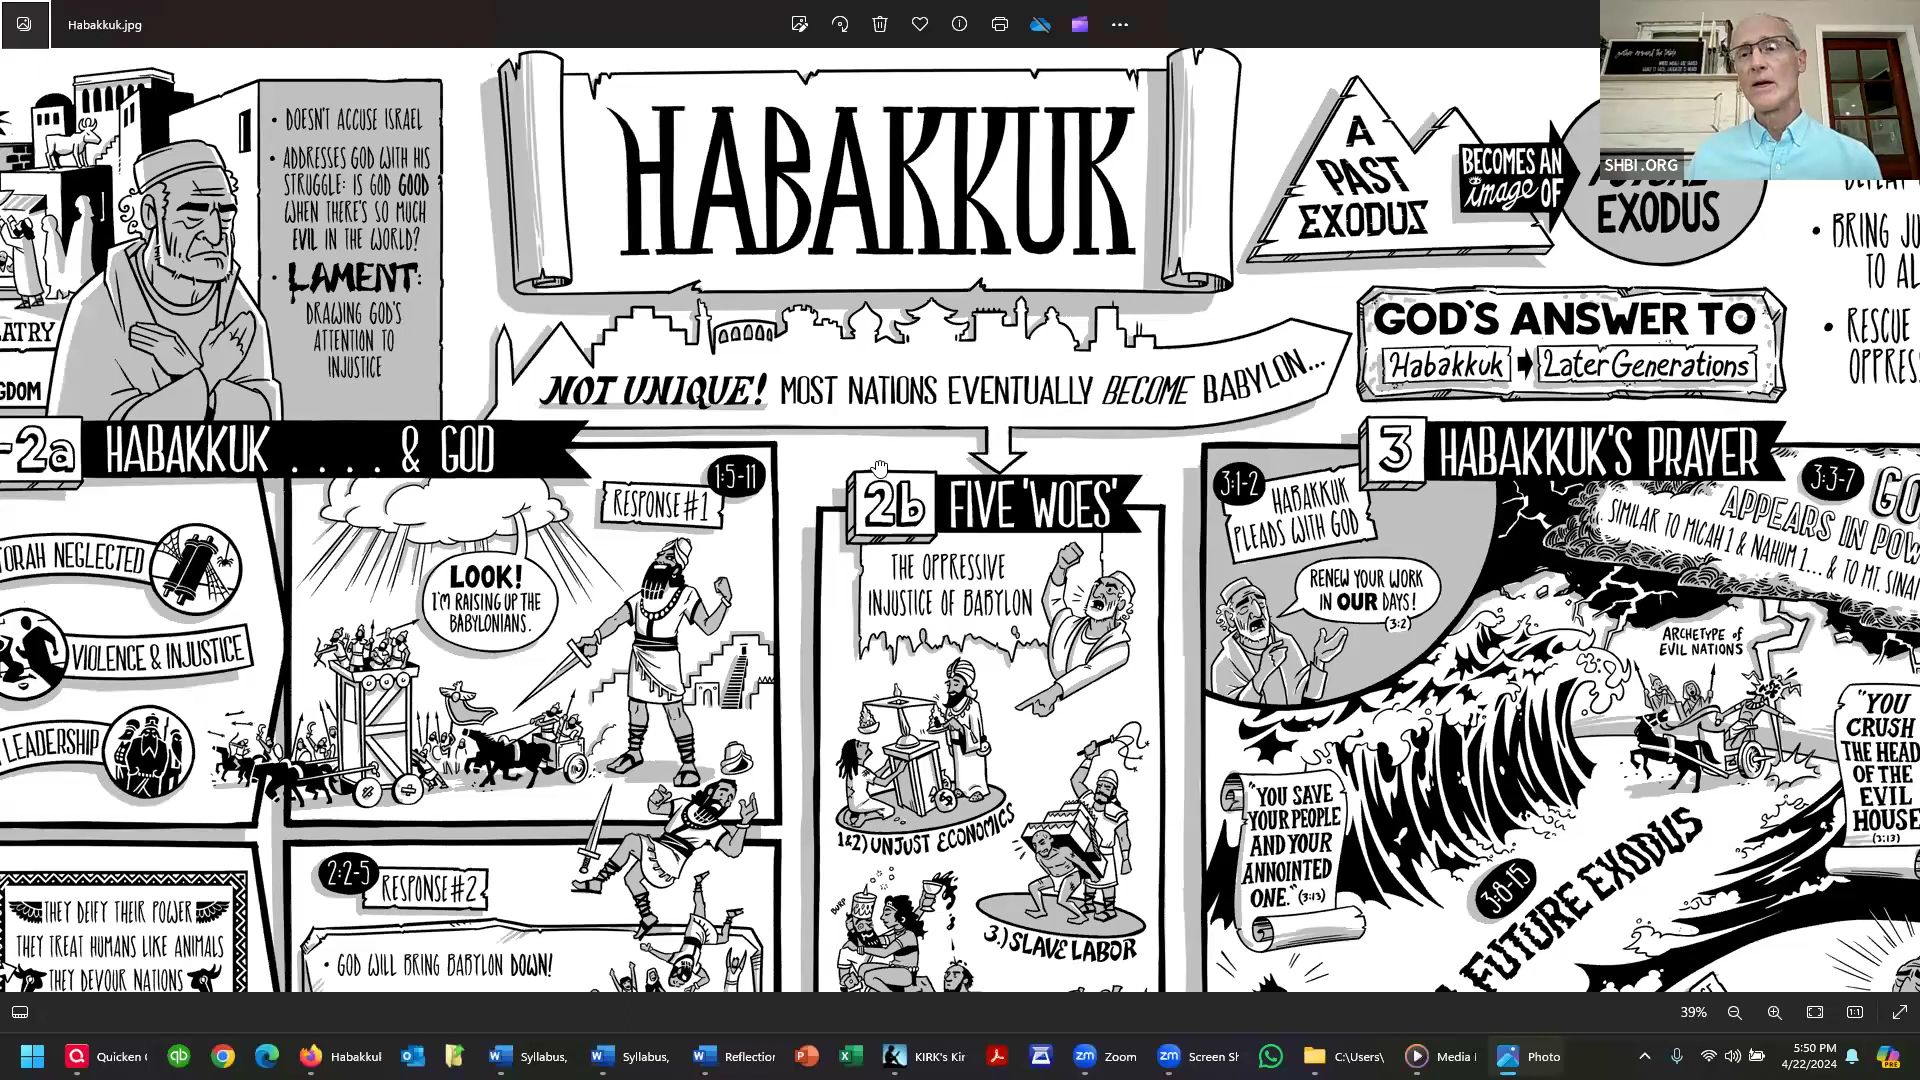 Habakkuk.jpg
SHBI.ORG
• DOESN'T ACCUSE ISRAEL
• ADDRESSES GOD WITH HIS
STRUGGLE: IS GOD GOOD
WHEN THERE'S SO MUCH
EVIL IN THE WORLD?
• LAMENT:
DRAWING GOD'S
ATTENTION TO
INJUSTICE
HABAKKUK
A
PAST
EXODUS
BECOMES AN
image OF
EXODUS
• BRING JU
TO AL
• RESCUE
OPPRES
GOD'S ANSWER TO
Habakkuk
Later Generations
NOT UNIQUE! MOST NATIONS EVENTUALLY BECOME BABYLON...
ATRY
GDOM
-2a HABAKKUK .... & GOD
TORAH NEGLECTED
VIOLENCE & INJUSTICE
LEADERSHIP
1:5-11
RESPONSE #1
LOOK!
I'M RAISING UP THE
BABYLONIANS.
2:2-5
RESPONSE #2
• GOD WILL BRING BABYLON DOWN!
THEY DEIFY THEIR POWER
THEY TREAT HUMANS LIKE ANIMALS
THEY DEVOUR NATIONS
2b FIVE 'WOES'
THE OPPRESSIVE
INJUSTICE OF BABYLON
1&2) UNJUST ECONOMICS
3.) SLAVE LABOR
BURP
3 HABAKKUK'S PRAYER
3:1-2
HABAKKUK
PLEADS WITH GOD
RENEW YOUR WORK
IN OUR DAYS!
(3:2)
3:3-7
GO
APPEARS IN POW
SIMILAR TO MICAH 1 & NAHUM 1... & TO MT. SINAI
ARCHETYPE of
EVIL NATIONS
"YOU SAVE
YOUR PEOPLE
AND YOUR
ANNOINTED
ONE." (3:13)
"YOU
CRUSH
THE HEAD
OF THE
EVIL
HOUSE
(3:13)
3:8-15
A FUTURE EXODUS
39%
Quicken
Habakkul
Syllabus,
Syllabus,
Reflection
KIRK's Kir
Zoom
Screen Sh
C:\Users\
Media
Photo
5:50 PM
4/22/2024